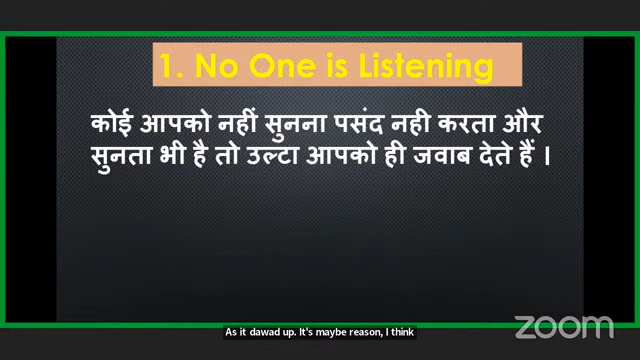 1. No One is Listening
कोई आपको नहीं सुनना पसंद नही करता और
सुनता भी है तो उल्टा आपको ही जवाब देते हैं ।
As it dawad up. It's maybe reason, I think
zoom